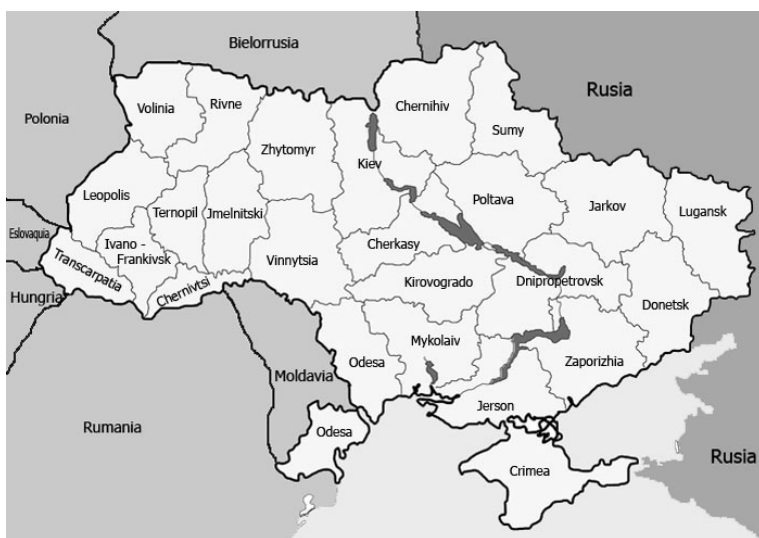 Bielorrusia
Rusia
Polonia
Volinia
Rivne
Chernihiv
Sumy
Zhytomyr
Kiev
Leopolis
Ternopil
Jmelnitski
Poltava
Jarkov
Lugansk
Eslovaquia
Ivano -
Frankivsk
Transcarpatia
Chernivtsi
Vinnytsia
Cherkasy
Kirovogrado
Dnipropetrovsk
Donetsk
Hungria
Odesa
Mykolaiv
Zaporizhia
Moldavia
Jerson
Rumania
Odesa
Crimea
Rusia